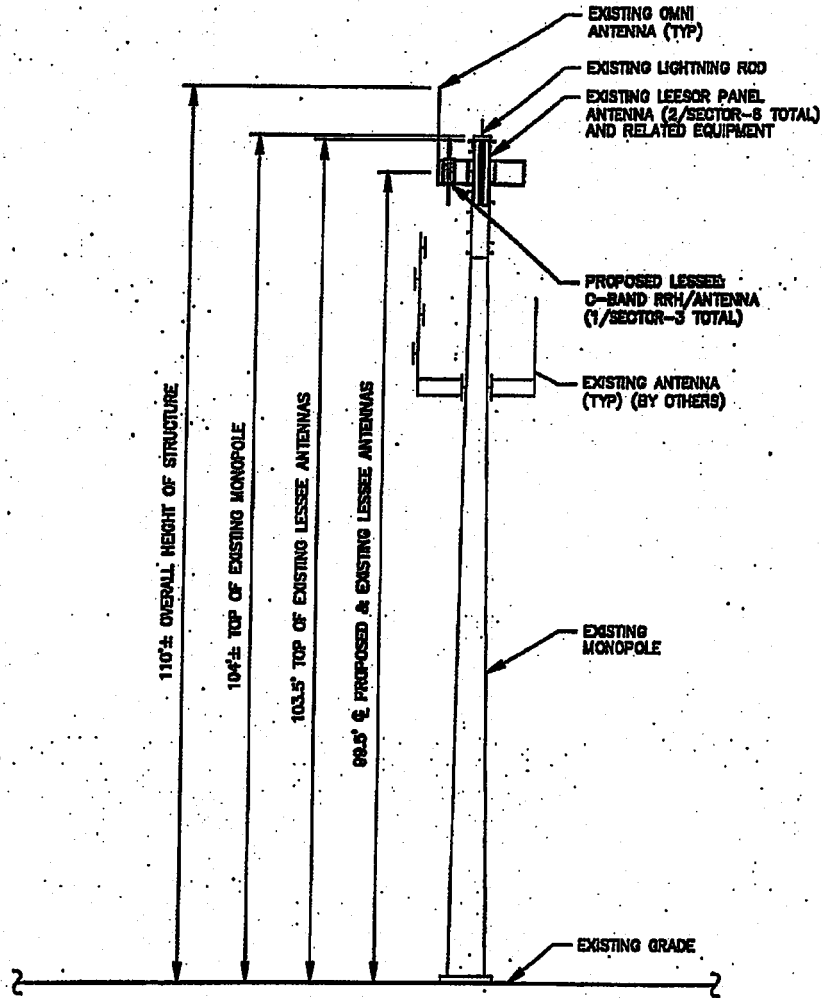 EXISTING OMNI
ANTENNA (TYP)
EXISTING LIGHTNING ROD
EXISTING LEESOR PANEL
ANTENNA (2/SECTOR-6 TOTAL)
AND RELATED EQUIPMENT
PROPOSED LESSEE:
C-BAND RRH/ANTENNA
(1/SECTOR-3 TOTAL)
EXISTING ANTENNA
(TYP) (BY OTHERS)
110'± OVERALL HEIGHT OF STRUCTURE
104'± TOP OF EXISTING MONOPOLE
103.5' TOP OF EXISTING LESSEE ANTENNAS
99.5' ℄ PROPOSED & EXISTING LESSEE ANTENNAS
EXISTING
MONOPOLE
EXISTING GRADE